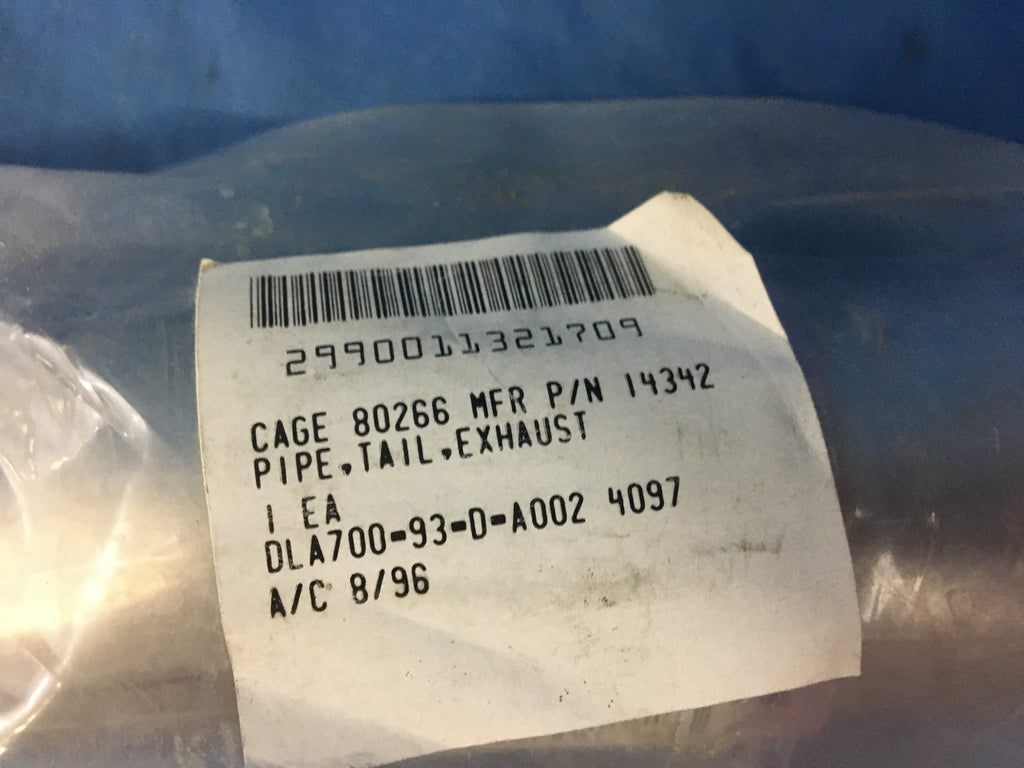 2990011321709
CAGE 80266 MFR P/N 14342
PIPE,TAIL,EXHAUST
1 EA
DLA700-93-D-A002 4097
A/C 8/96